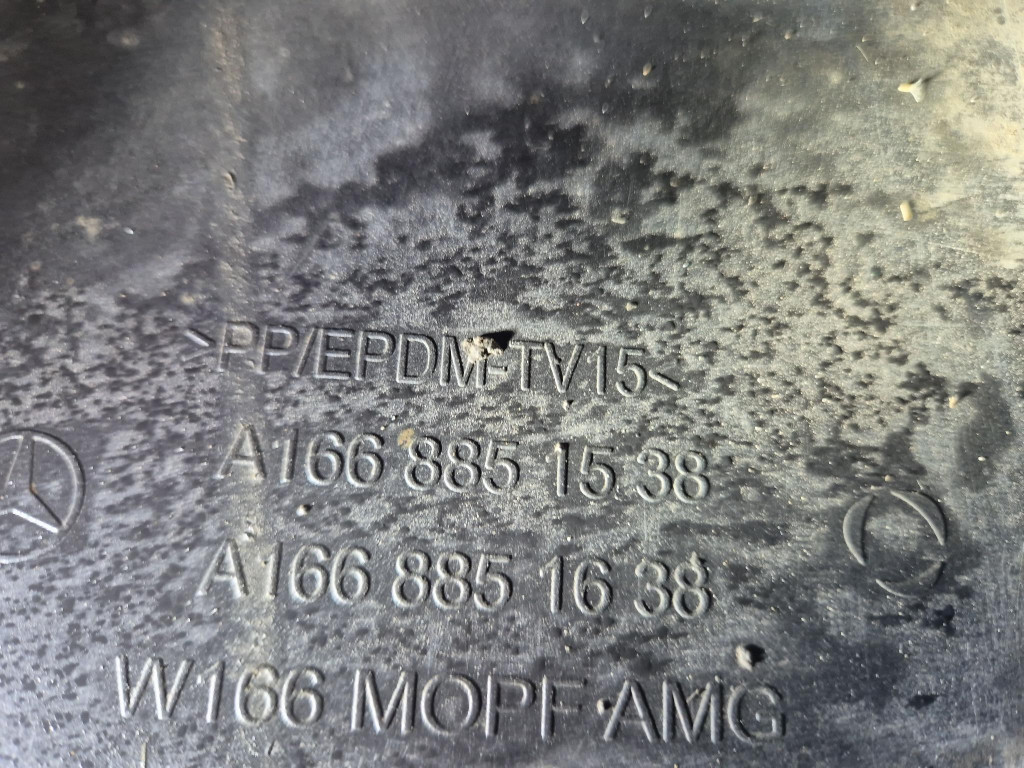 >PP/EPDM-TV15<
A166 885 15 38
A166 885 16 38
W166 MOPF AMG